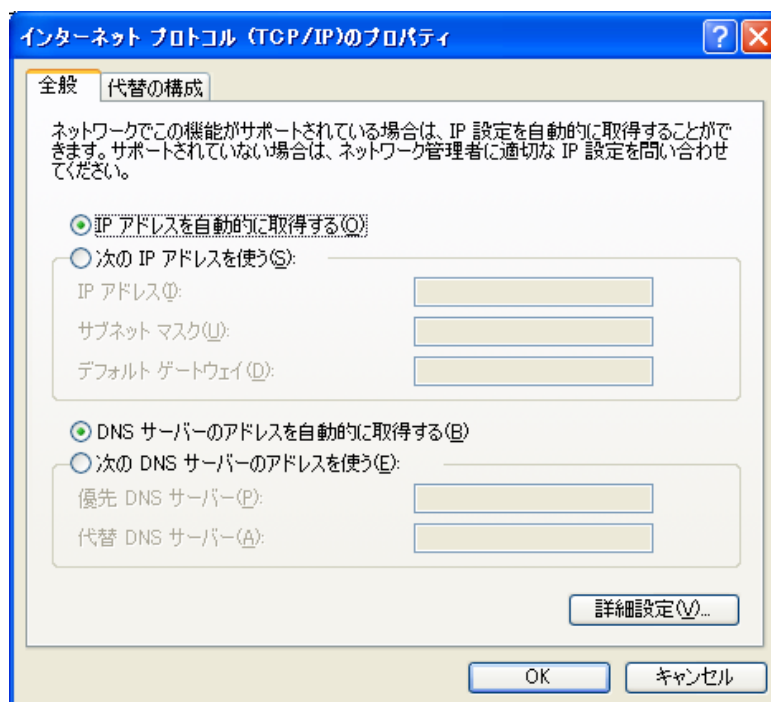 インターネット プロトコル (TCP/IP)のプロパティ
全般
代替の構成
ネットワークでこの機能がサポートされている場合は、IP 設定を自動的に取得することがで
きます。サポートされていない場合は、ネットワーク管理者に適切な IP 設定を問い合わせ
てください。
IP アドレスを自動的に取得する(O)
次の IP アドレスを使う(S):
IP アドレス(I):
サブネット マスク(U):
デフォルト ゲートウェイ(D):
DNS サーバーのアドレスを自動的に取得する(B)
次の DNS サーバーのアドレスを使う(E):
優先 DNS サーバー(P):
代替 DNS サーバー(A):
詳細設定(V)...
OK
キャンセル